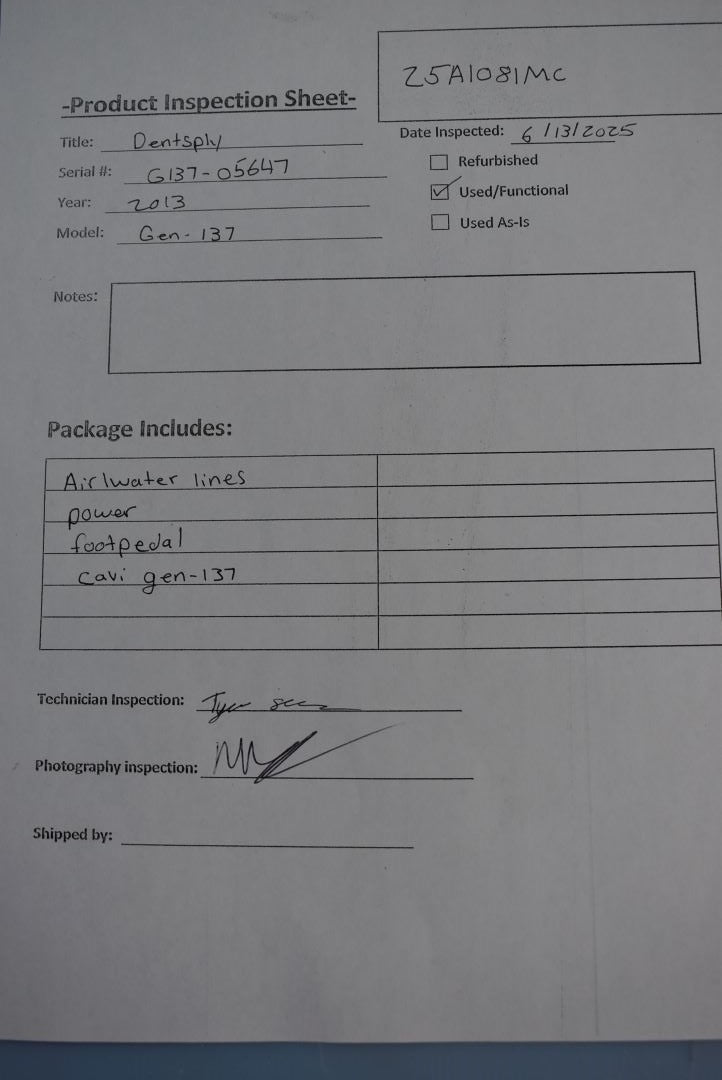 25A1081MC
-Product Inspection Sheet-
Title: Dentsply
Date Inspected: 6/13/2025
Serial #: G137-05647
Refurbished
Year: 2013
Used/Functional
Model: Gen-137
Used As-Is
Notes:
Package Includes:
Air/water lines
power
footpedal
cavi gen-137
Technician Inspection:
Photography inspection:
Shipped by: